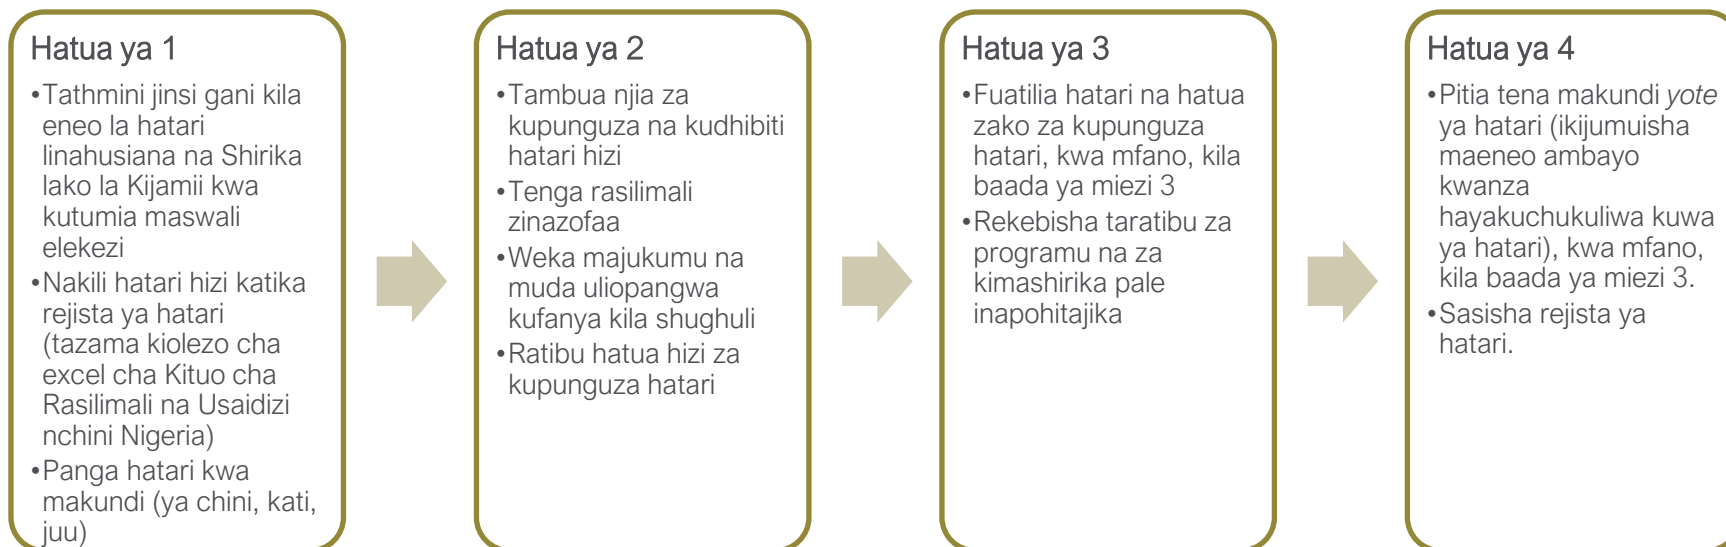 Hatua ya 1
•Tathmini jinsi gani kila
eneo la hatari
linahusiana na Shirika
lako la Kijamii kwa
kutumia maswali
elekezi
•Nakili hatari hizi katika
rejista ya hatari
(tazama kiolezo cha
excel cha Kituo cha
Rasilimali na Usaidizi
nchini Nigeria)
•Panga hatari kwa
makundi (ya chini, kati,
juu)
Hatua ya 2
•Tambua njia za
kupunguza na kudhibiti
hatari hizi
•Tenga rasilimali
zinazofaa
•Weka majukumu na
muda uliopangwa
kufanya kila shughuli
•Ratibu hatua hizi za
kupunguza hatari
Hatua ya 3
•Fuatilia hatari na hatua
zako za kupunguza
hatari, kwa mfano, kila
baada ya miezi 3
•Rekebisha taratibu za
programu na za
kimashirika pale
inapohitajika
Hatua ya 4
•Pitia tena makundi yote
ya hatari (ikijumuisha
maeneo ambayo
kwanza
hayakuchukuliwa kuwa
ya hatari), kwa mfano,
kila baada ya miezi 3.
•Sasisha rejista ya
hatari.